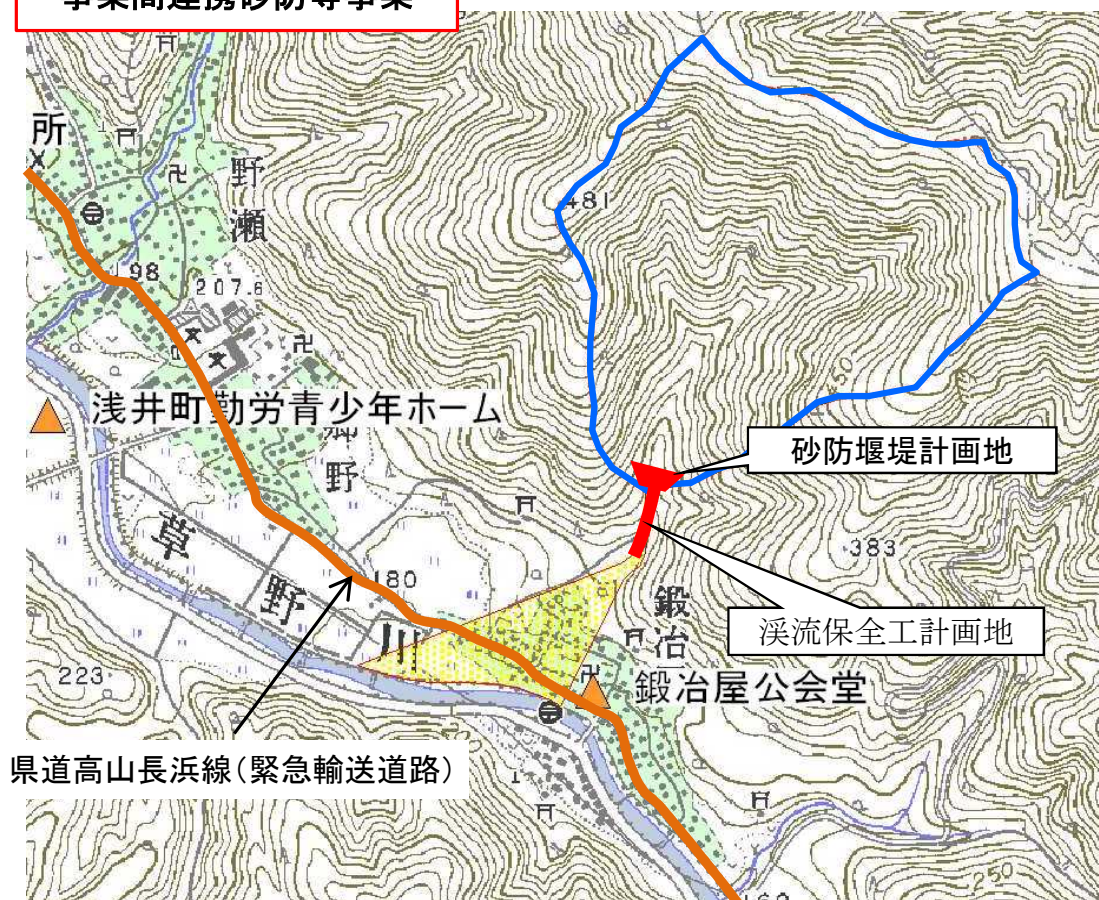 事業間連携砂防等事業
所
野瀬
481
98
207.6
浅井町勤労青少年ホーム
郷野
砂防堰堤計画地
383
草野川
180
鍛冶屋
渓流保全工計画地
223
鍛冶屋公会堂
県道高山長浜線(緊急輸送道路)
250